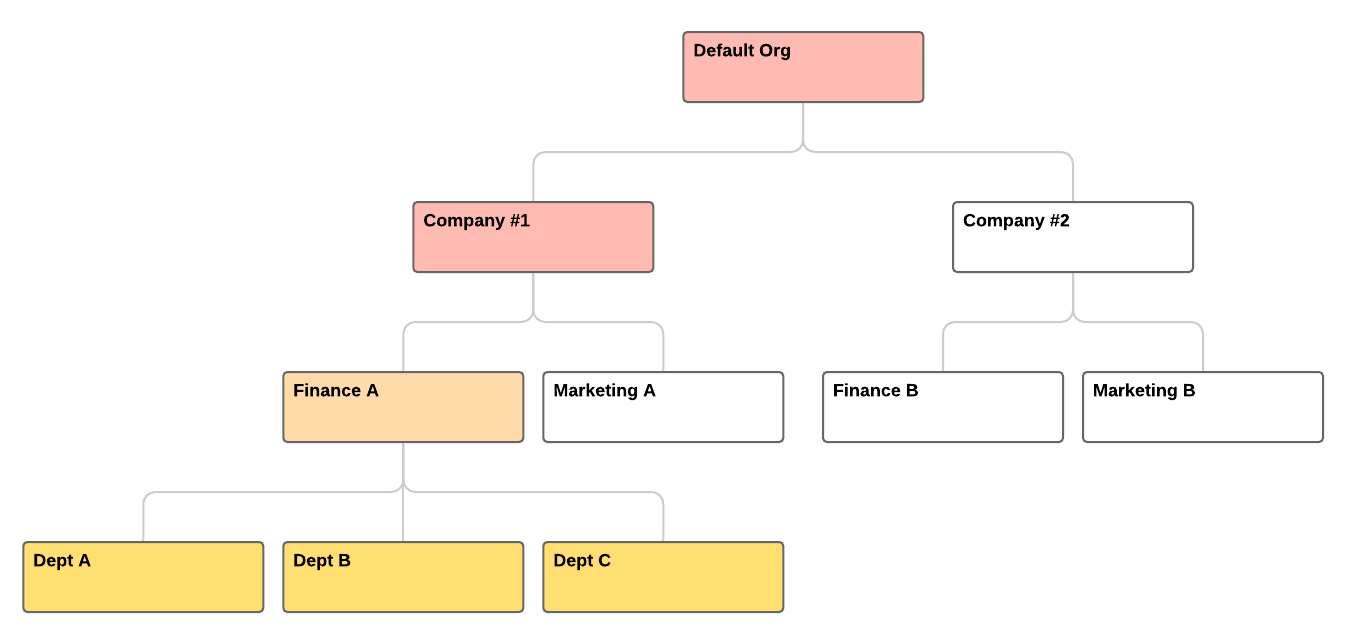 Default Org
Company #1
Company #2
Finance A
Marketing A
Finance B
Marketing B
Dept A
Dept B
Dept C